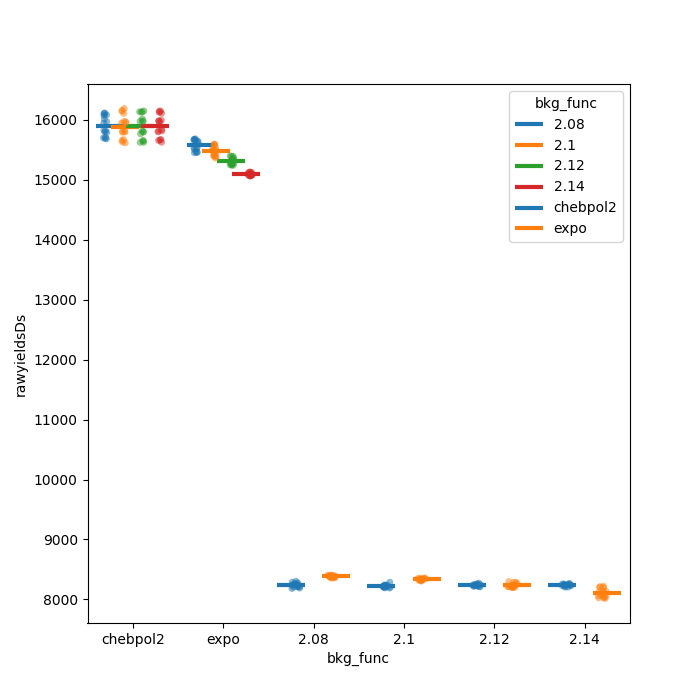 bkg_func
2.08
2.1
2.12
2.14
chebpol2
expo
16000
15000
14000
13000
12000
11000
10000
9000
8000
rawyieldsDs
chebpol2 expo 2.08 2.1 2.12 2.14
bkg_func